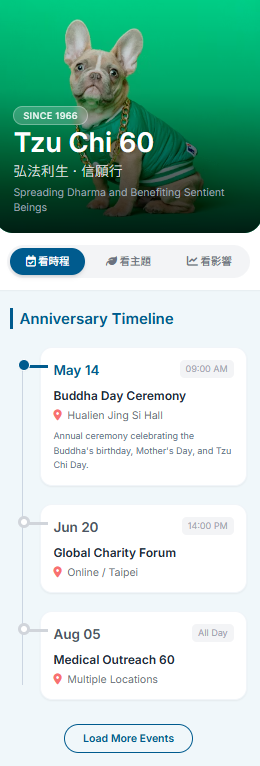 SINCE 1966
Tzu Chi 60
弘法利生·信願行
Spreading Dharma and Benefiting Sentient
Beings
看時程
看主題
看影響
Anniversary Timeline
May 14
09:00 AM
Buddha Day Ceremony
Hualien Jing Si Hall
Annual ceremony celebrating the
Buddha's birthday, Mother's Day, and Tzu
Chi Day.
Jun 20
14:00 PM
Global Charity Forum
Online / Taipei
Aug 05
All Day
Medical Outreach 60
Multiple Locations
Load More Events